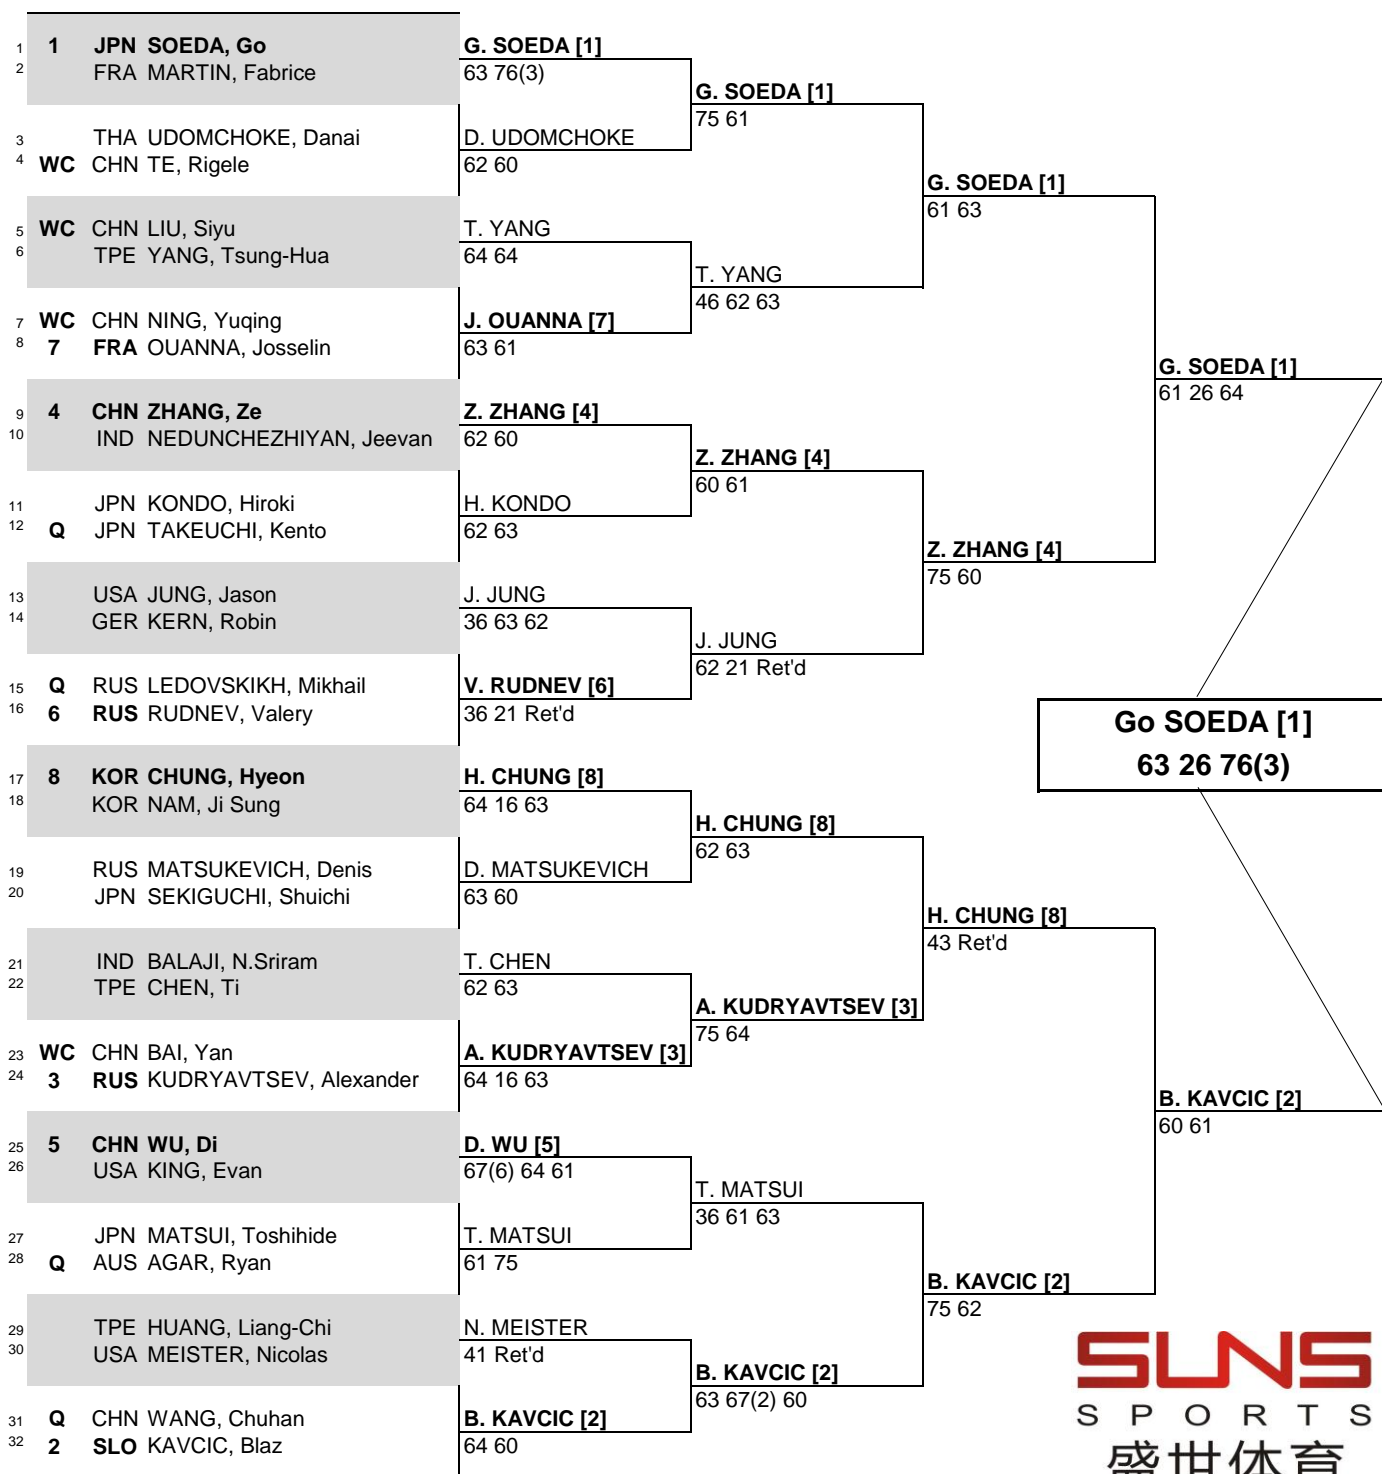 1 1 JPN SOEDA, Go
2 FRA MARTIN, Fabrice
3 THA UDOMCHOKE, Danai
4 WC CHN TE, Rigele
5 WC CHN LIU, Siyu
6 TPE YANG, Tsung-Hua
7 WC CHN NING, Yuqing
8 7 FRA OUANNA, Josselin
9 4 CHN ZHANG, Ze
10 IND NEDUNCHEZHIYAN, Jeevan
11 JPN KONDO, Hiroki
12 Q JPN TAKEUCHI, Kento
13 USA JUNG, Jason
14 GER KERN, Robin
15 Q RUS LEDOVSKIKH, Mikhail
16 6 RUS RUDNEV, Valery
17 8 KOR CHUNG, Hyeon
18 KOR NAM, Ji Sung
19 RUS MATSUKEVICH, Denis
20 JPN SEKIGUCHI, Shuichi
21 IND BALAJI, N.Sriram
22 TPE CHEN, Ti
23 WC CHN BAI, Yan
24 3 RUS KUDRYAVTSEV, Alexander
25 5 CHN WU, Di
26 USA KING, Evan
27 JPN MATSUI, Toshihide
28 Q AUS AGAR, Ryan
29 TPE HUANG, Liang-Chi
30 USA MEISTER, Nicolas
31 Q CHN WANG, Chuhan
32 2 SLO KAVCIC, Blaz
G. SOEDA [1]
63 76(3)
D. UDOMCHOKE
62 60
T. YANG
64 64
J. OUANNA [7]
63 61
Z. ZHANG [4]
62 60
H. KONDO
62 63
J. JUNG
36 63 62
V. RUDNEV [6]
36 21 Ret'd
H. CHUNG [8]
64 16 63
D. MATSUKEVICH
63 60
T. CHEN
62 63
A. KUDRYAVTSEV [3]
64 16 63
D. WU [5]
67(6) 64 61
T. MATSUI
61 75
N. MEISTER
41 Ret'd
B. KAVCIC [2]
64 60
G. SOEDA [1]
75 61
T. YANG
46 62 63
Z. ZHANG [4]
60 61
J. JUNG
62 21 Ret'd
H. CHUNG [8]
62 63
A. KUDRYAVTSEV [3]
75 64
T. MATSUI
36 61 63
B. KAVCIC [2]
63 67(2) 60
G. SOEDA [1]
61 63
Z. ZHANG [4]
75 60
H. CHUNG [8]
43 Ret'd
B. KAVCIC [2]
75 62
G. SOEDA [1]
61 26 64
B. KAVCIC [2]
60 61
Go SOEDA [1]
63 26 76(3)
SLNS
SPORTS
盛世体育